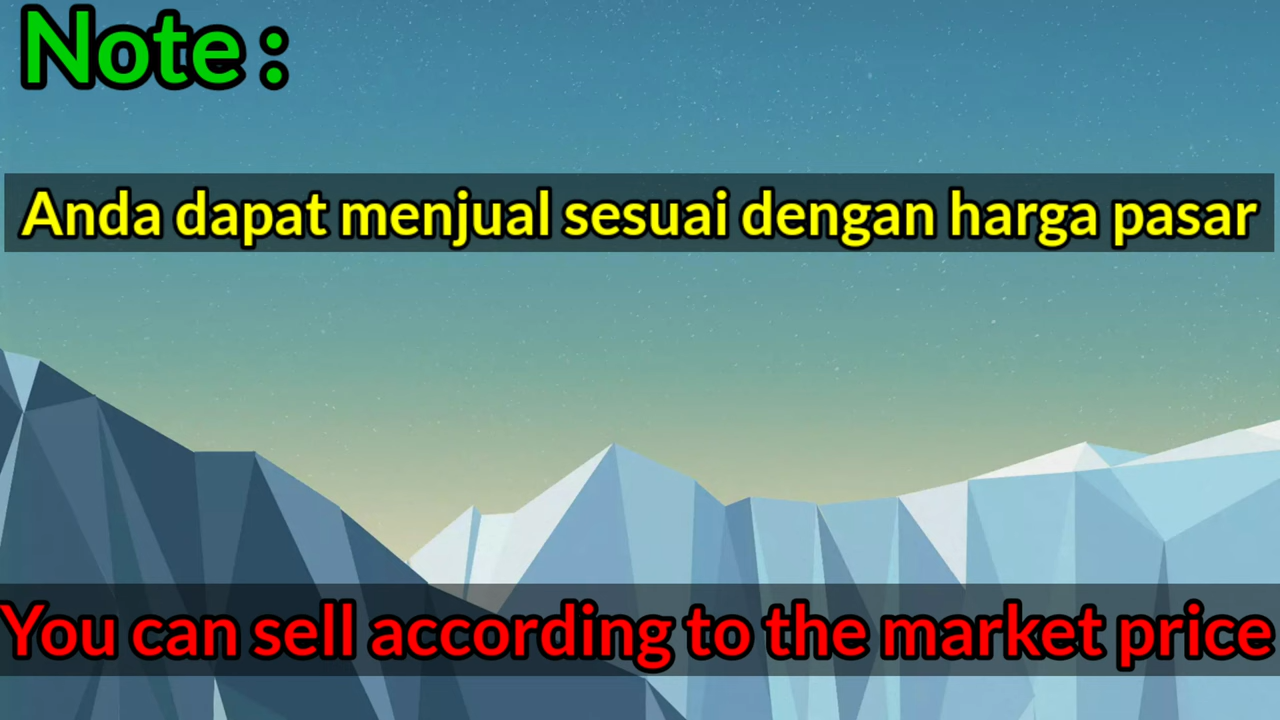 Note :
Anda dapat menjual sesuai dengan harga pasar
You can sell according to the market price